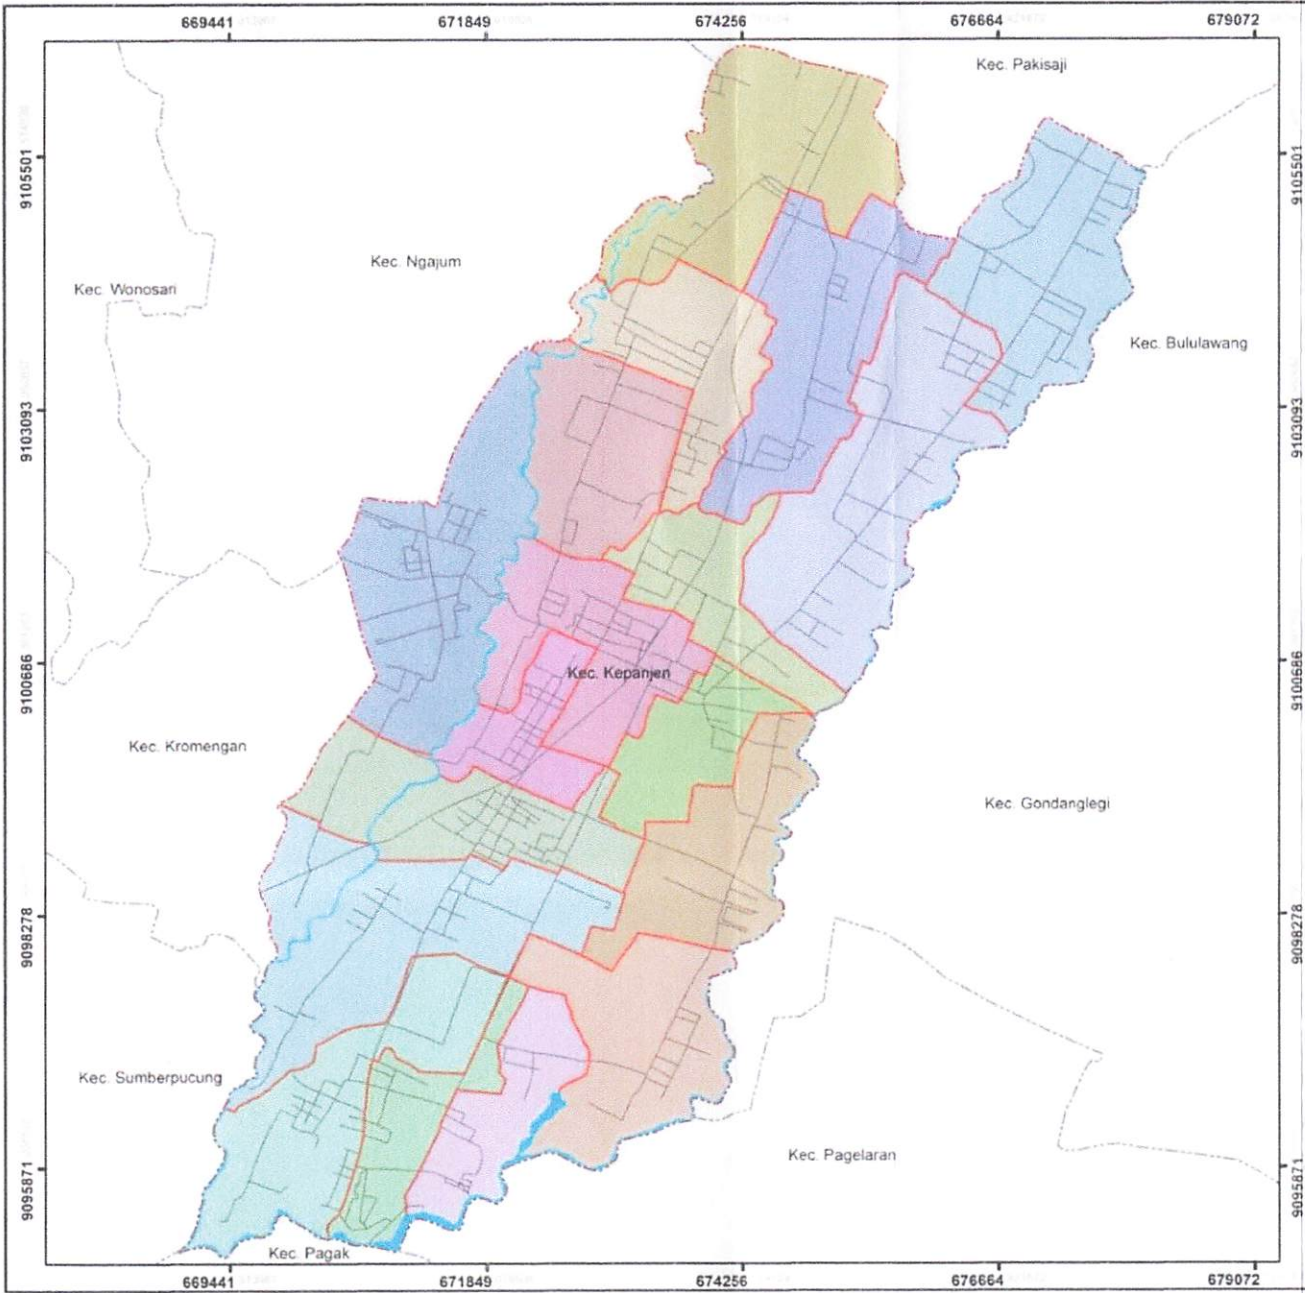 669441 671849 674256 676664 679072
Kec. Pakisaji
9105501 9105501
Kec. Ngajum
Kec. Wonosari
Kec. Bululawang
9103093 9103093
Kec. Kepanjen
9100686 9100686
Kec. Kromengan
Kec. Gondanglegi
9098278 9098278
Kec. Sumberpucung
Kec. Pagelaran
9095871 9095871
Kec. Pagak
669441 671849 674256 676664 679072